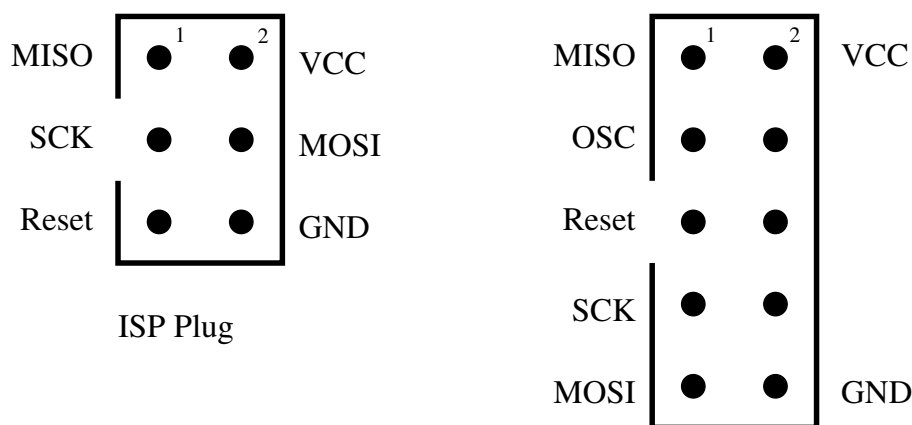 1 2
MISO VCC
SCK MOSI
Reset GND
ISP Plug
1 2
MISO VCC
OSC
Reset
SCK
MOSI GND